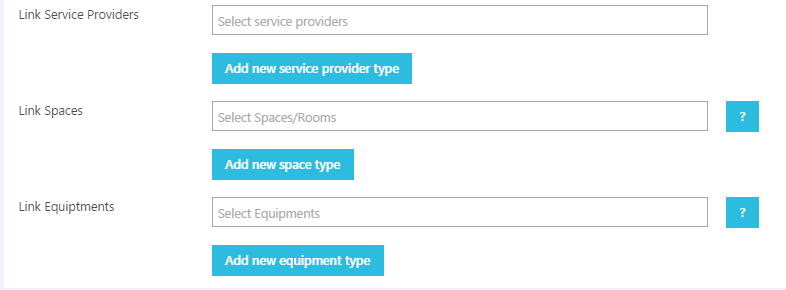 Link Service Providers
Select service providers
Add new service provider type
Link Spaces
Select Spaces/Rooms
?
Add new space type
Link Equiptments
Select Equipments
?
Add new equipment type